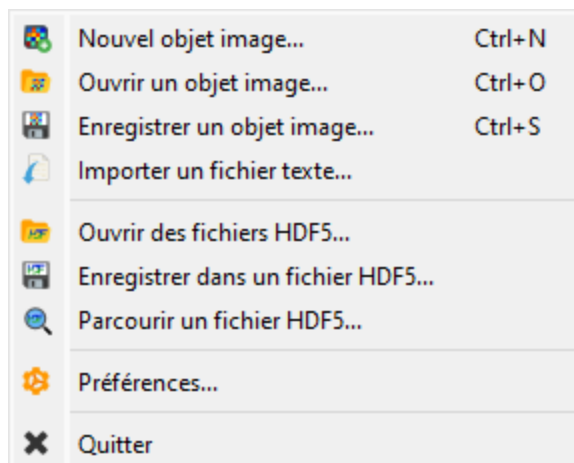 Nouvel objet image... Ctrl+N
Ouvrir un objet image... Ctrl+O
Enregistrer un objet image... Ctrl+S
Importer un fichier texte...
Ouvrir des fichiers HDF5...
Enregistrer dans un fichier HDF5...
Parcourir un fichier HDF5...
Préférences...
Quitter